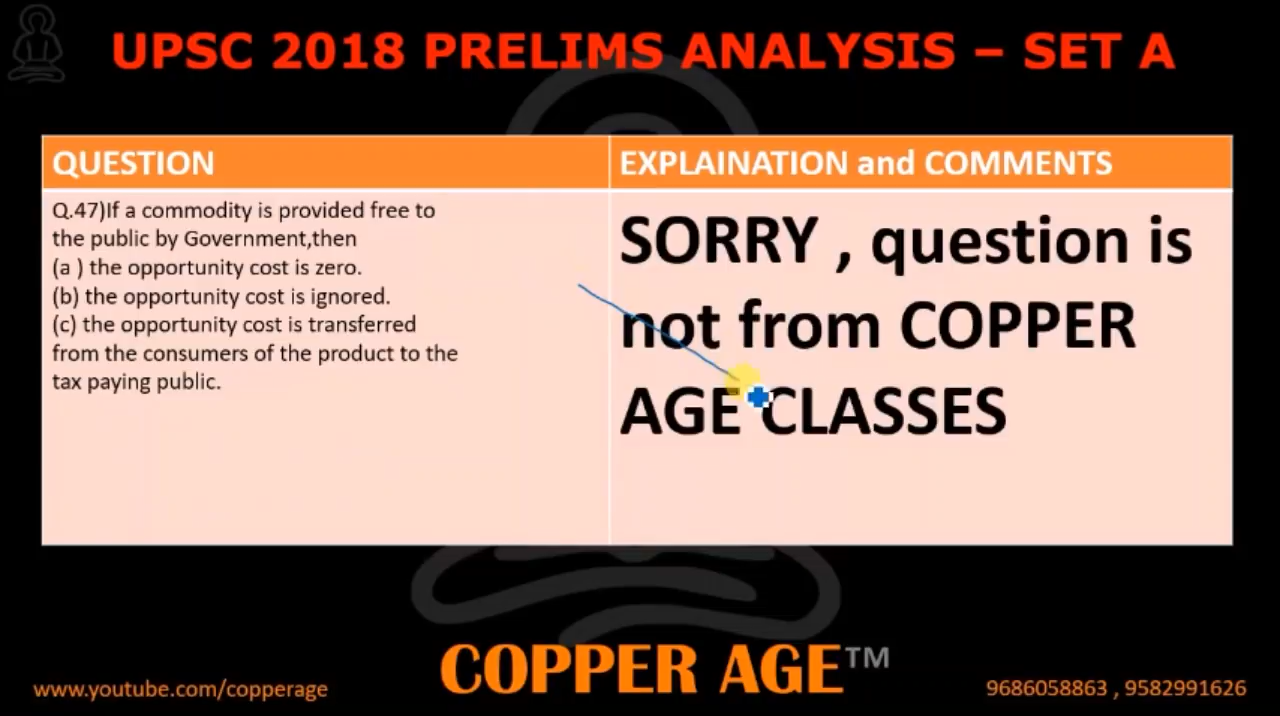 UPSC 2018 PRELIMS ANALYSIS – SET A
QUESTION
Q.47)If a commodity is provided free to
the public by Government,then
(a ) the opportunity cost is zero.
(b) the opportunity cost is ignored.
(c) the opportunity cost is transferred
from the consumers of the product to the
tax paying public.
EXPLAINATION and COMMENTS
SORRY , question is
not from COPPER
AGE CLASSES
COPPER AGE™
www.youtube.com/copperage
9686058863 , 9582991626